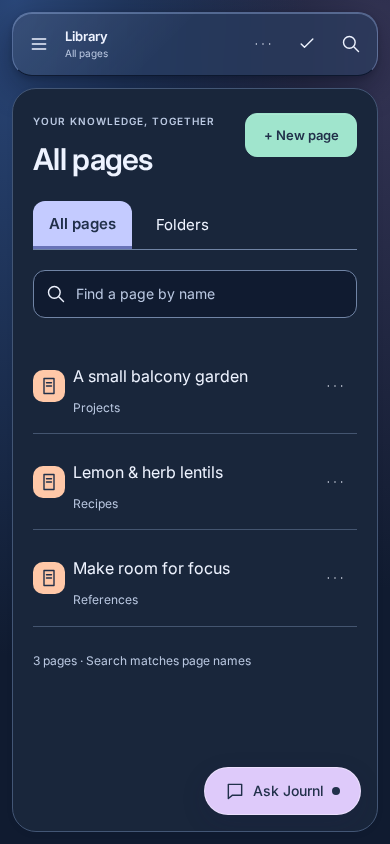 Library
All pages
YOUR KNOWLEDGE, TOGETHER
All pages
+ New page
All pages
Folders
Find a page by name
A small balcony garden
Projects
Lemon & herb lentils
Recipes
Make room for focus
References
3 pages · Search matches page names
Ask Journl